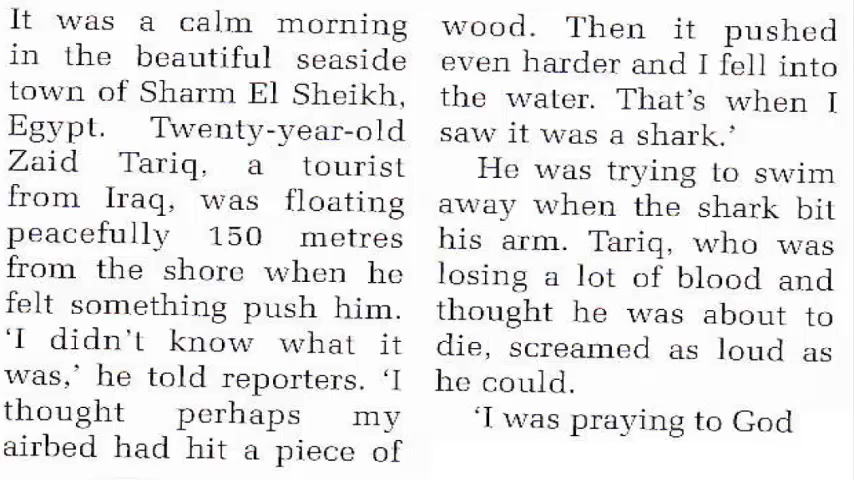 It was a calm morning
in the beautiful seaside
town of Sharm El Sheikh,
Egypt. Twenty-year-old
Zaid Tariq, a tourist
from Iraq, was floating
peacefully 150 metres
from the shore when he
felt something push him.
‘I didn’t know what it
was,’ he told reporters. ‘I
thought perhaps my
airbed had hit a piece of
wood. Then it pushed
even harder and I fell into
the water. That’s when I
saw it was a shark.’
He was trying to swim
away when the shark bit
his arm. Tariq, who was
losing a lot of blood and
thought he was about to
die, screamed as loud as
he could.
‘I was praying to God